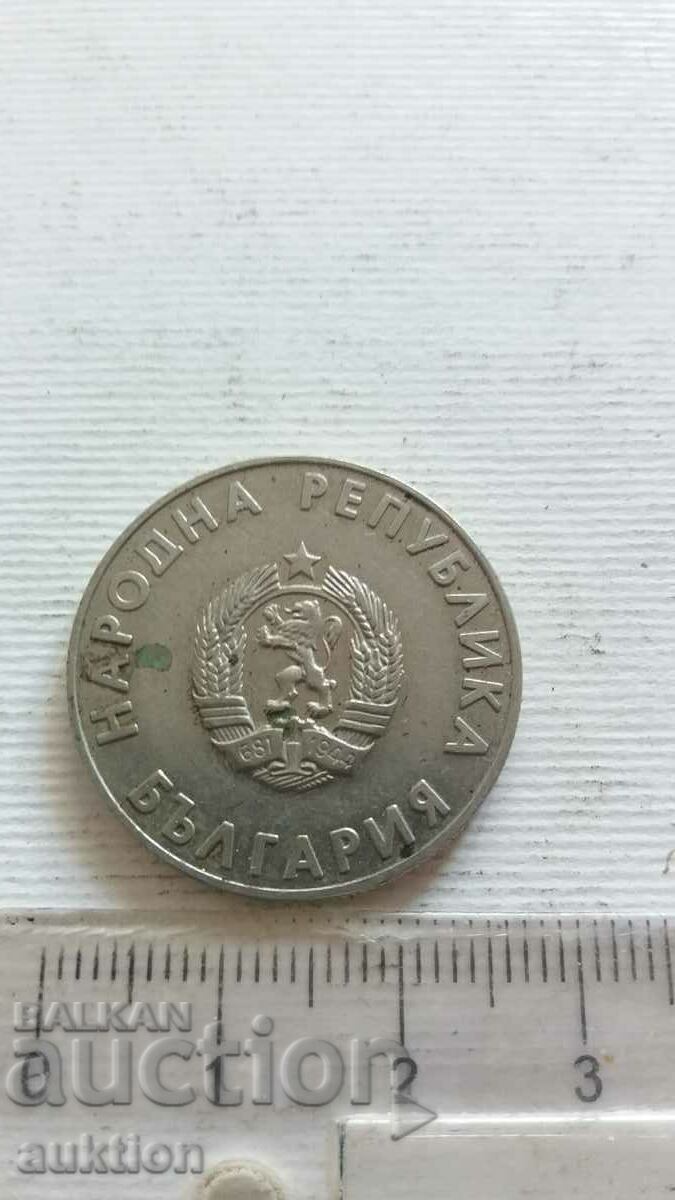 НАРОДНА РЕПУБЛИКА
БЪЛГАРИЯ
681 1944
0 1 2 3
BALKAN
auction
auktion